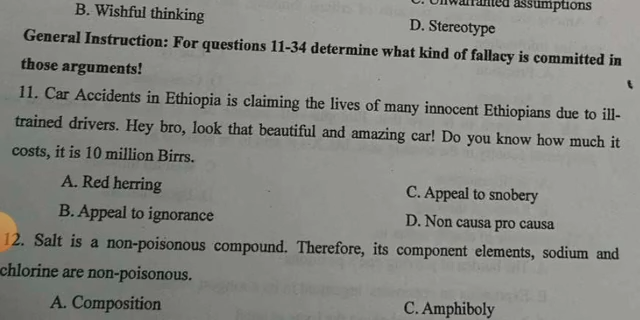 B. Wishful thinking
C. Unwarranted assumptions
D. Stereotype
General Instruction: For questions 11-34 determine what kind of fallacy is committed in
those arguments!
11. Car Accidents in Ethiopia is claiming the lives of many innocent Ethiopians due to ill-
trained drivers. Hey bro, look that beautiful and amazing car! Do you know how much it
costs, it is 10 million Birrs.
A. Red herring
C. Appeal to snobery
B. Appeal to ignorance
D. Non causa pro causa
12. Salt is a non-poisonous compound. Therefore, its component elements, sodium and
chlorine are non-poisonous.
A. Composition
C. Amphiboly